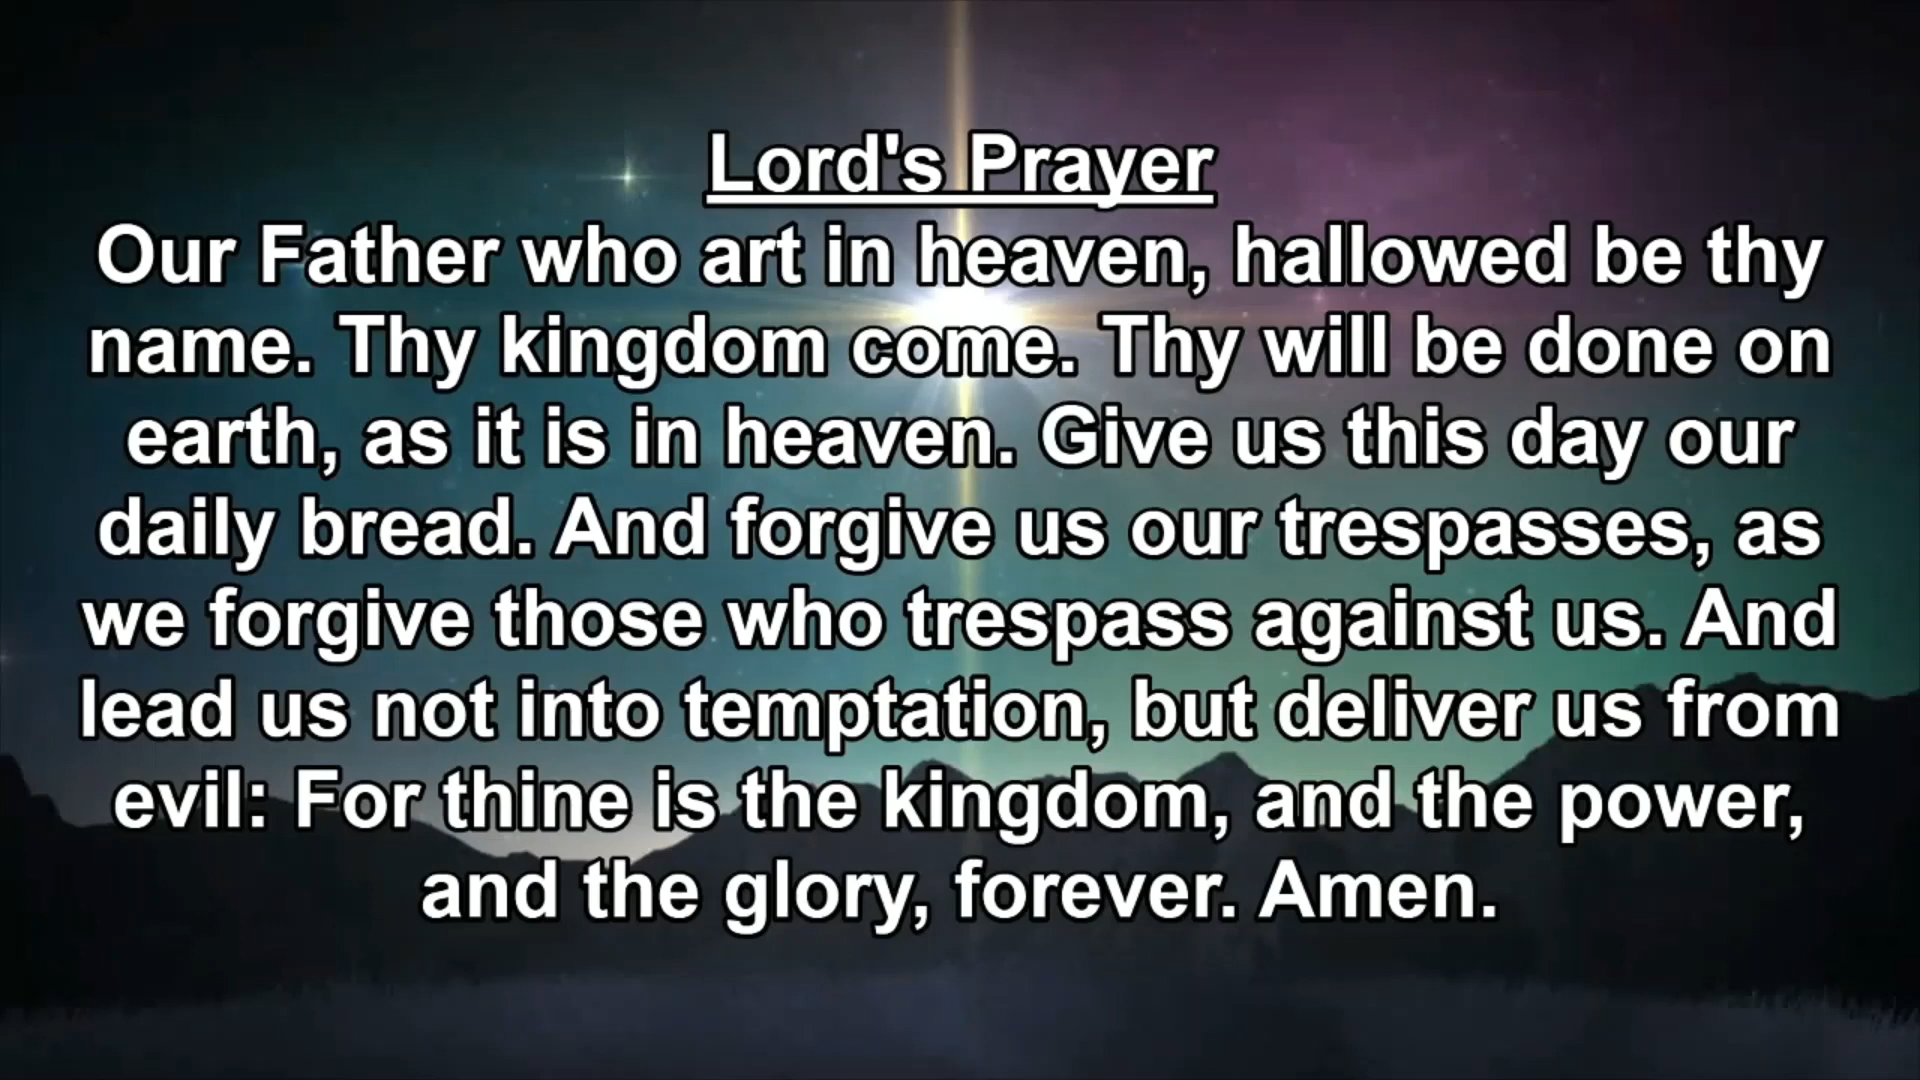 Lord's Prayer
Our Father who art in heaven, hallowed be thy
name. Thy kingdom come. Thy will be done on
earth, as it is in heaven. Give us this day our
daily bread. And forgive us our trespasses, as
we forgive those who trespass against us. And
lead us not into temptation, but deliver us from
evil: For thine is the kingdom, and the power,
and the glory, forever. Amen.